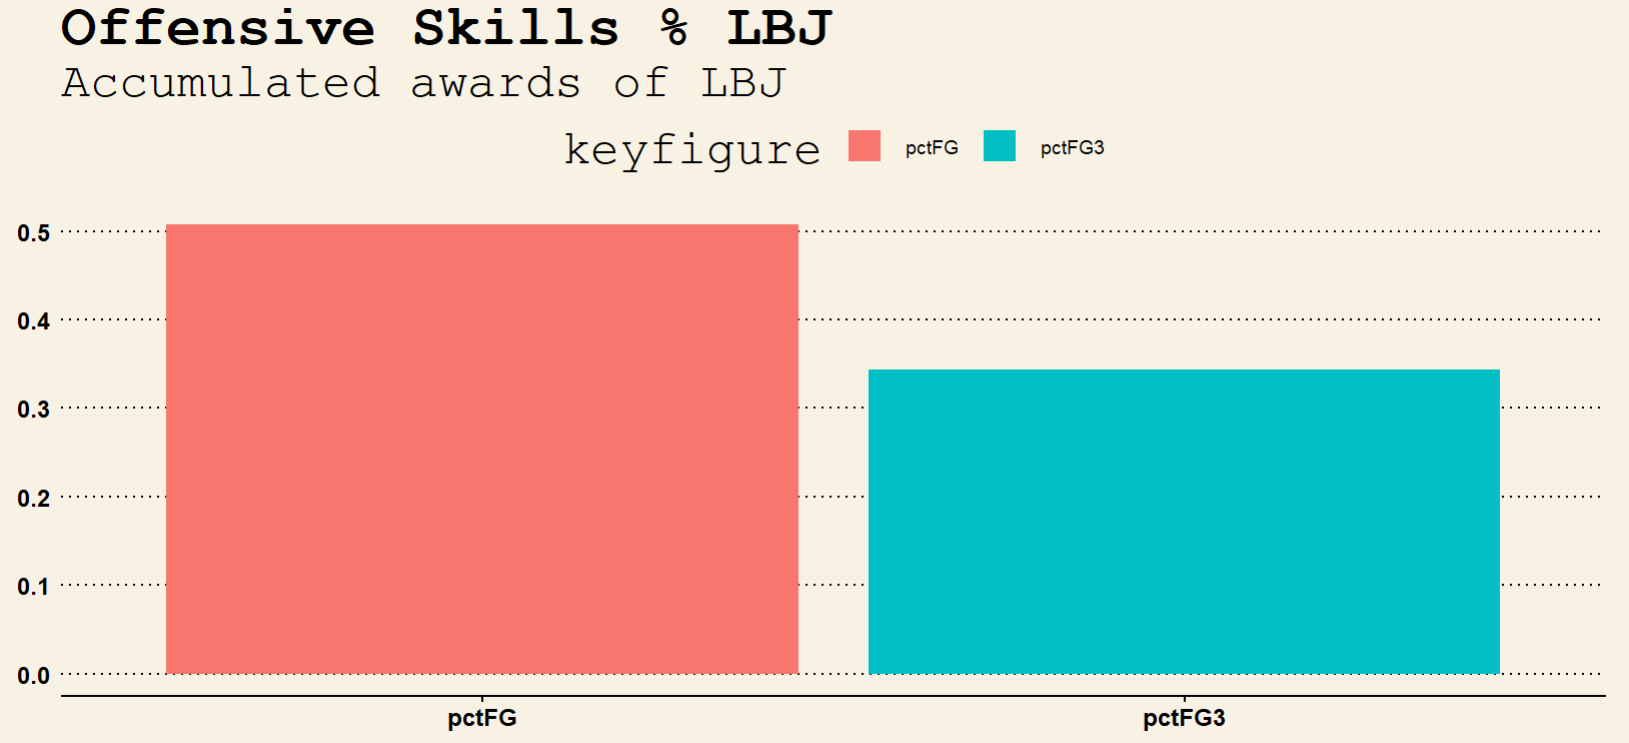 Offensive Skills % LBJ
Accumulated awards of LBJ
keyfigure pctFG pctFG3
0.5
0.4
0.3
0.2
0.1
0.0
pctFG pctFG3